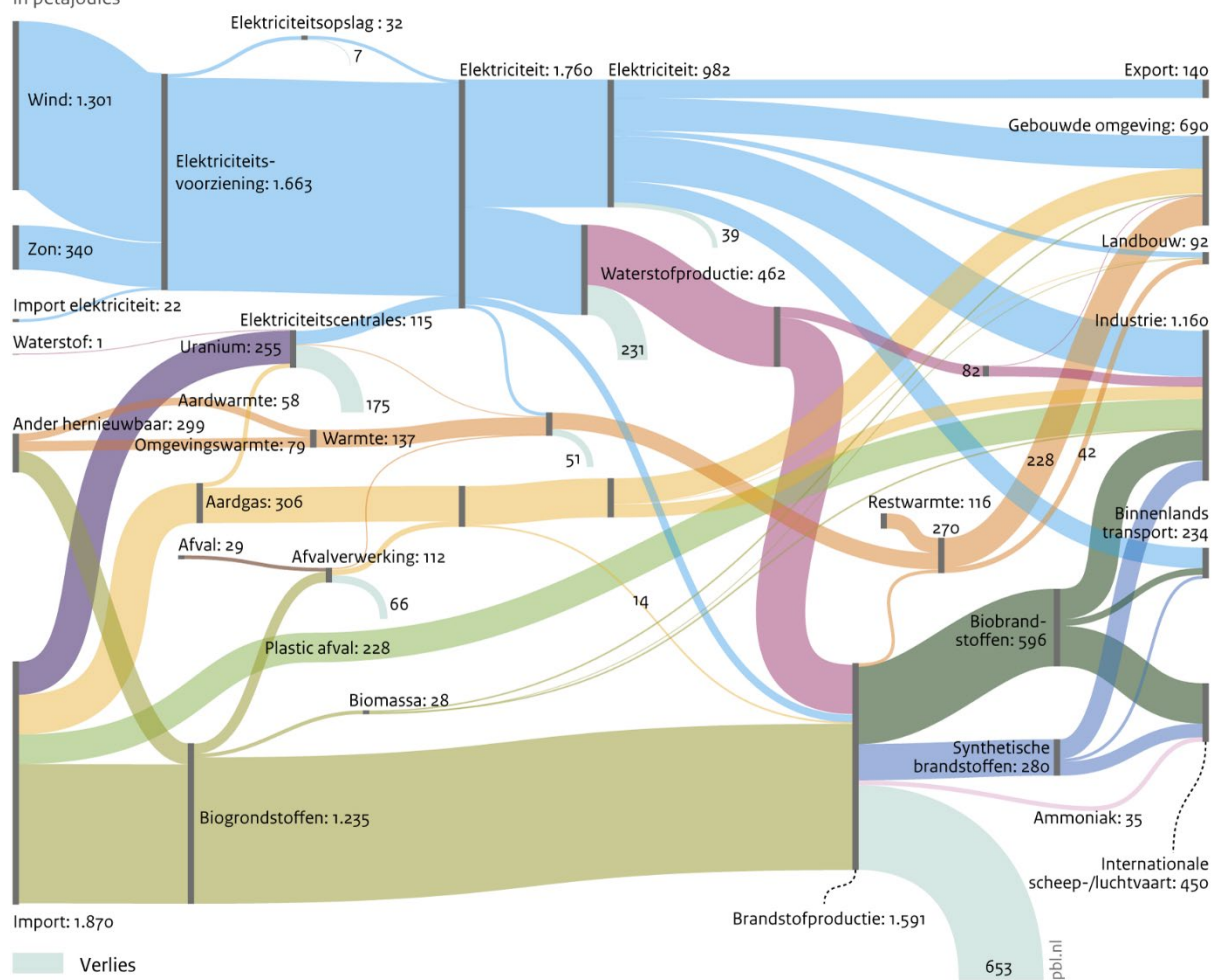 in petajoules
Elektriciteitsopslag : 32
7
Elektriciteit: 1.760
Elektriciteit: 982
Export: 140
Wind: 1.301
Gebouwde omgeving: 690
Elektriciteits-
voorziening: 1.663
39
Landbouw: 92
Zon: 340
Waterstofproductie: 462
Import elektriciteit: 22
Elektriciteitscentrales: 115
Industrie: 1.160
Waterstof: 1
Uranium: 255
231
82
Aardwarmte: 58
175
Ander hernieuwbaar: 299
Omgevingswarmte: 79
Warmte: 137
51
228
42
Aardgas: 306
Restwarmte: 116
270
Binnenlands
transport: 234
Afval: 29
Afvalverwerking: 112
66
14
Biobrand-
stoffen: 596
Plastic afval: 228
Biomassa: 28
Synthetische
brandstoffen: 280
Biogrondstoffen: 1.235
Ammoniak: 35
Internationale
scheep-/luchtvaart: 450
Import: 1.870
Brandstofproductie: 1.591
Verlies
653
pbl.nl